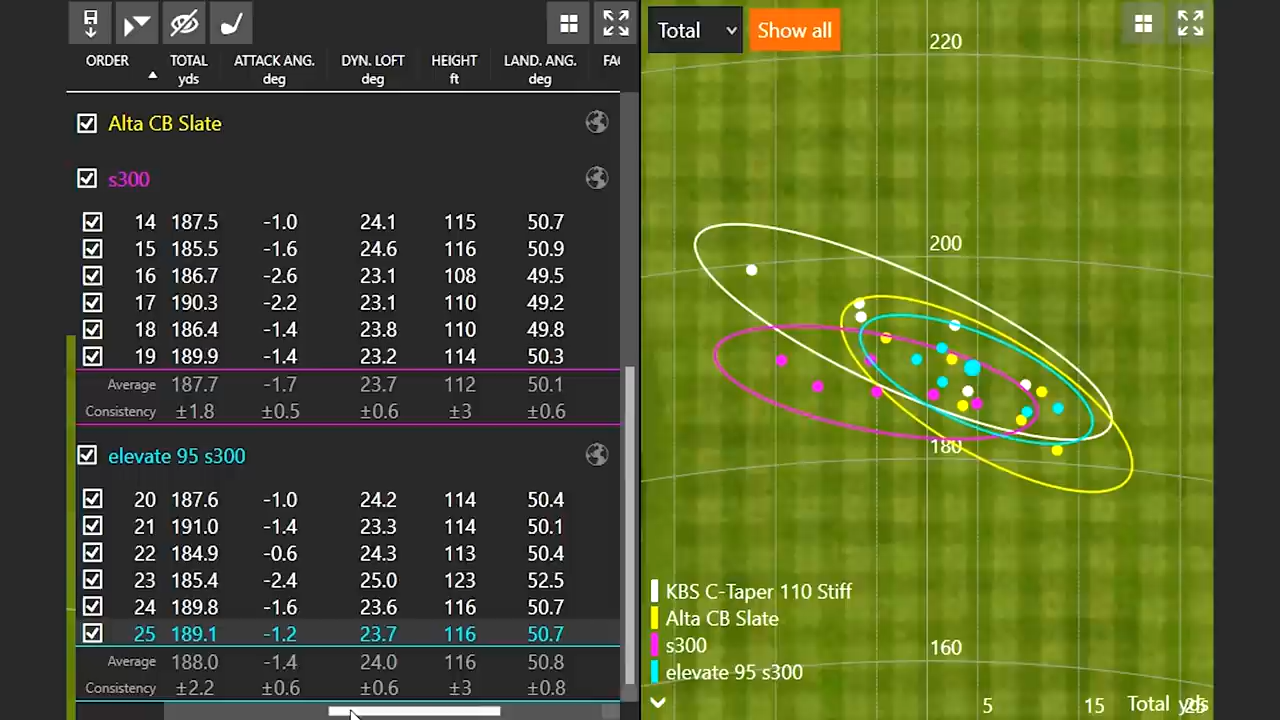 ORDER TOTAL yds ATTACK ANG. deg DYN. LOFT deg HEIGHT ft LAND. ANG. deg
Alta CB Slate
s300
14 187.5 -1.0 24.1 115 50.7
15 185.5 -1.6 24.6 116 50.9
16 186.7 -2.6 23.1 108 49.5
17 190.3 -2.2 23.1 110 49.2
18 186.4 -1.4 23.8 110 49.8
19 189.9 -1.4 23.2 114 50.3
Average 187.7 -1.7 23.7 112 50.1
Consistency ±1.8 ±0.5 ±0.6 ±3 ±0.6
elevate 95 s300
20 187.6 -1.0 24.2 114 50.4
21 191.0 -1.4 23.3 114 50.1
22 184.9 -0.6 24.3 113 50.4
23 185.4 -2.4 25.0 123 52.5
24 189.8 -1.6 23.6 116 50.7
25 189.1 -1.2 23.7 116 50.7
Average 188.0 -1.4 24.0 116 50.8
Consistency ±2.2 ±0.6 ±0.6 ±3 ±0.8
Total Show all
220
200
180
160
KBS C-Taper 110 Stiff
Alta CB Slate
s300
elevate 95 s300
5 15 Total yds